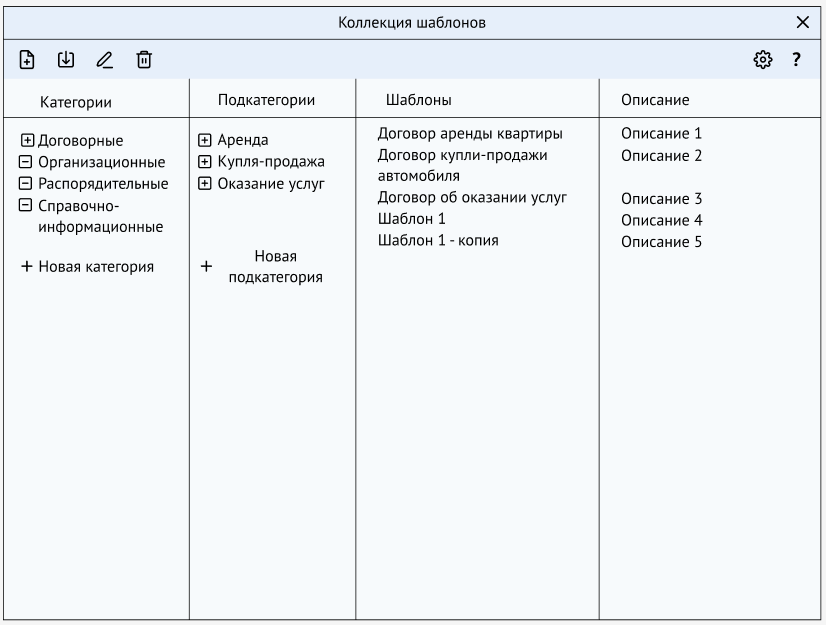 Коллекция шаблонов
?
Категории
Подкатегории
Шаблоны
Описание
Договорные
Организационные
Распорядительные
Справочно-
информационные
Новая категория
Аренда
Купля-продажа
Оказание услуг
Новая
подкатегория
Договор аренды квартиры
Договор купли-продажи
автомобиля
Договор об оказании услуг
Шаблон 1
Шаблон 1 - копия
Описание 1
Описание 2
Описание 3
Описание 4
Описание 5